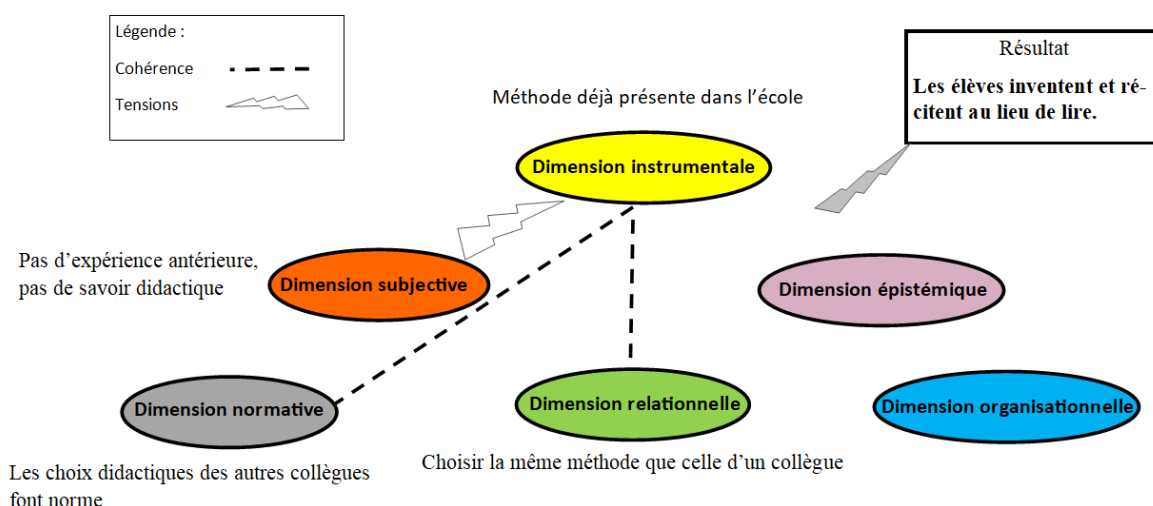 Légende :
Cohérence
Tensions
Résultat
Les élèves inventent et ré-
citent au lieu de lire.
Méthode déjà présente dans l’école
Dimension instrumentale
Pas d’expérience antérieure,
pas de savoir didactique
Dimension subjective
Dimension épistémique
Dimension normative
Dimension relationnelle
Dimension organisationnelle
Les choix didactiques des autres collègues
font norme
Choisir la même méthode que celle d’un collègue